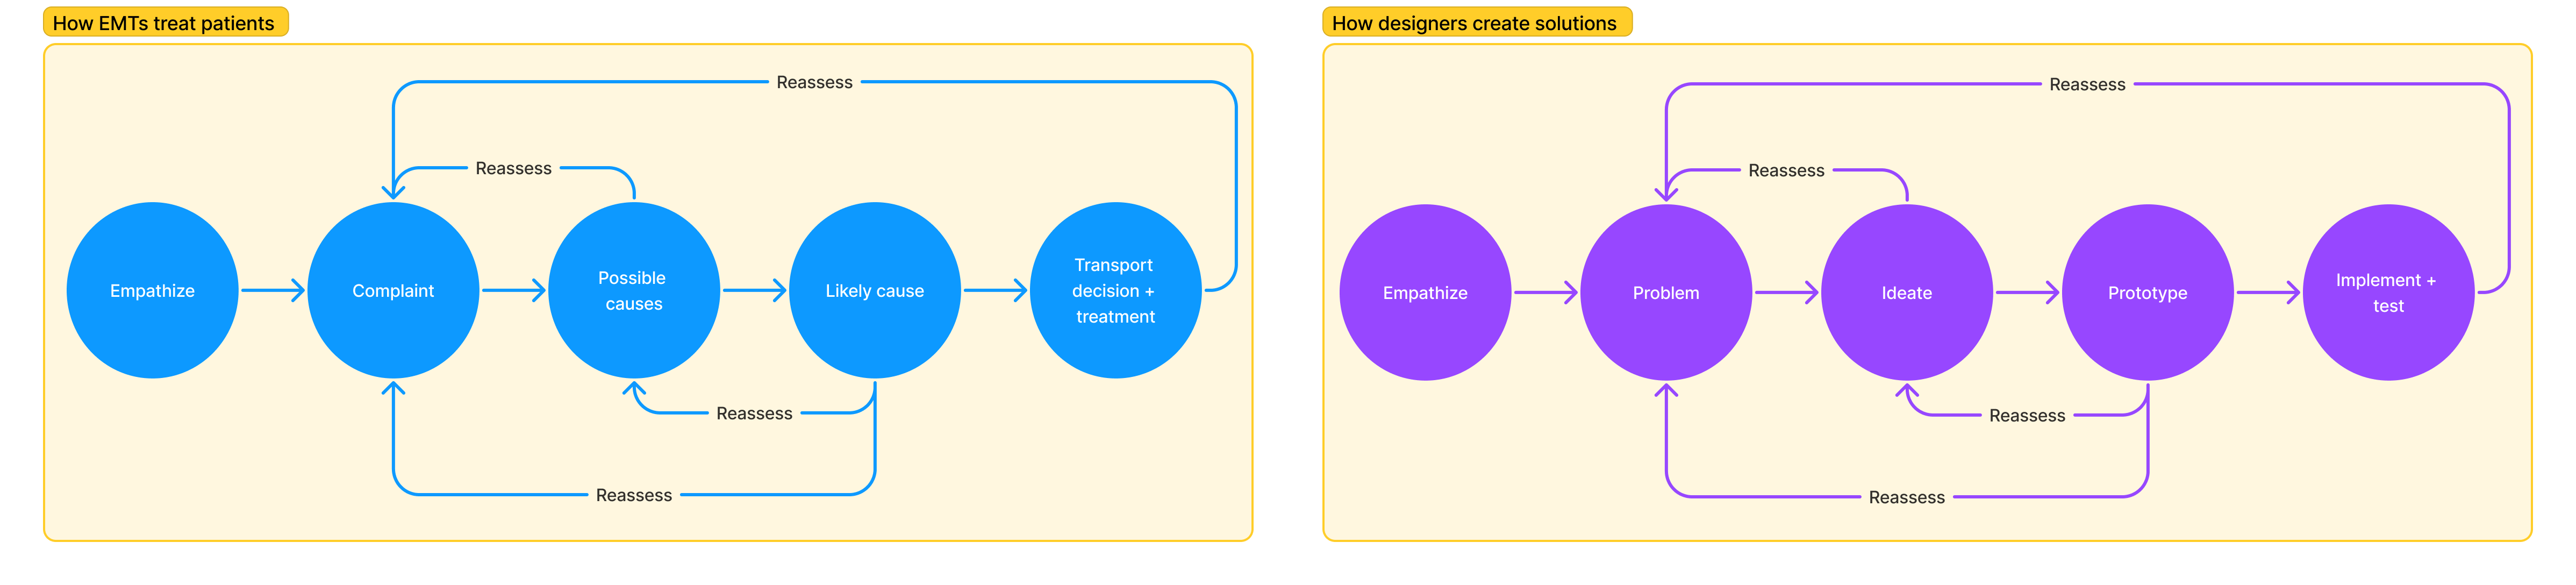 How EMTs treat patients
Reassess
Reassess
Empathize
Complaint
Possible
causes
Likely cause
Transport
decision +
treatment
Reassess
Reassess
How designers create solutions
Reassess
Reassess
Empathize
Problem
Ideate
Prototype
Implement +
test
Reassess
Reassess